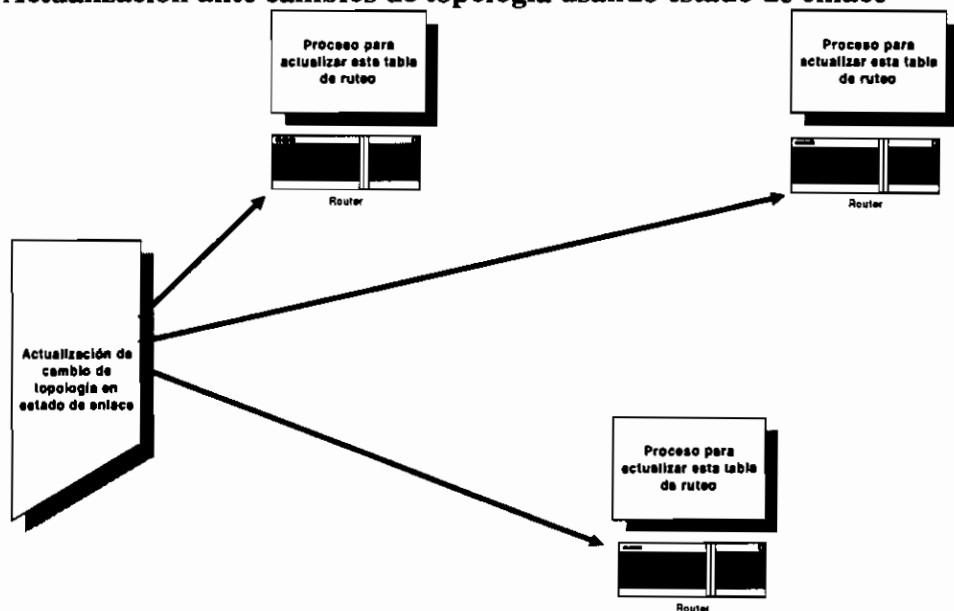 Actualización ante cambios de topología usando estado de enlace
Proceso para
actualizar esta tabla
de ruteo
Router
Proceso para
actualizar esta tabla
de ruteo
Router
Actualización de
cambio de
topología en
estado de enlace
Proceso para
actualizar esta tabla
de ruteo
Router